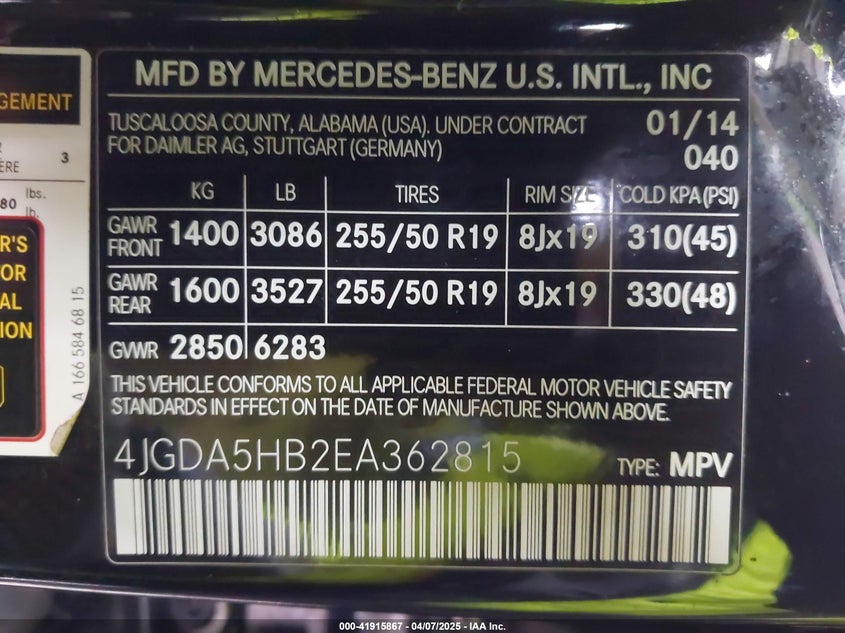 GEMENT
3
ERE
80 lbs.
lb.
R'S
OR
AL
ION
A 166 584 68 15
MFD BY MERCEDES-BENZ U.S. INTL., INC
TUSCALOOSA COUNTY, ALABAMA (USA). UNDER CONTRACT
FOR DAIMLER AG, STUTTGART (GERMANY)
01/14
040
KG LB TIRES RIM SIZE COLD KPA (PSI)
GAWR FRONT 1400 3086 255/50 R19 8Jx19 310(45)
GAWR REAR 1600 3527 255/50 R19 8Jx19 330(48)
GVWR 2850 6283
THIS VEHICLE CONFORMS TO ALL APPLICABLE FEDERAL MOTOR VEHICLE SAFETY
STANDARDS IN EFFECT ON THE DATE OF MANUFACTURE SHOWN ABOVE.
4JGDA5HB2EA362815
TYPE: MPV
000-41915867 - 04/07/2025 - IAA Inc.